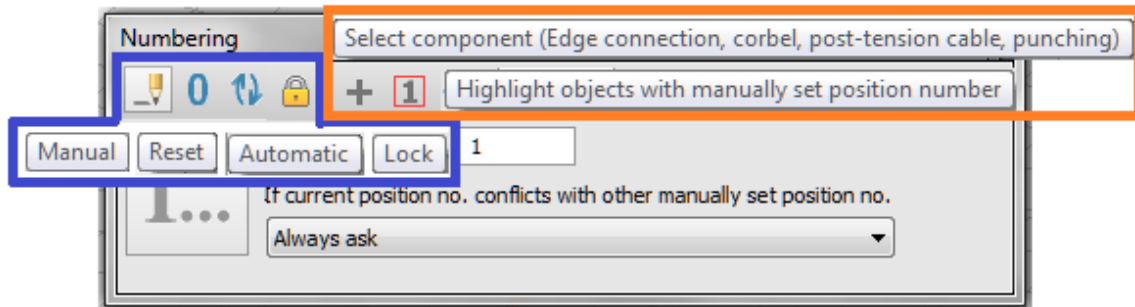 Numbering
Select component (Edge connection, corbel, post-tension cable, punching)
0
1
Highlight objects with manually set position number
Manual
Reset
Automatic
Lock
1
1...
If current position no. conflicts with other manually set position no.
Always ask